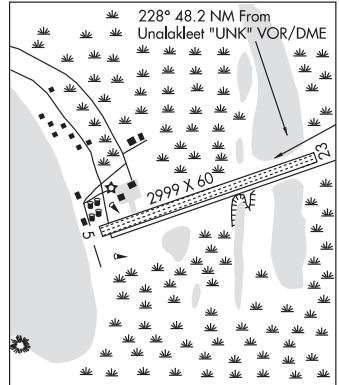 228° 48.2 NM From
Unalakleet "UNK" VOR/DME
23
2999 X 60
5